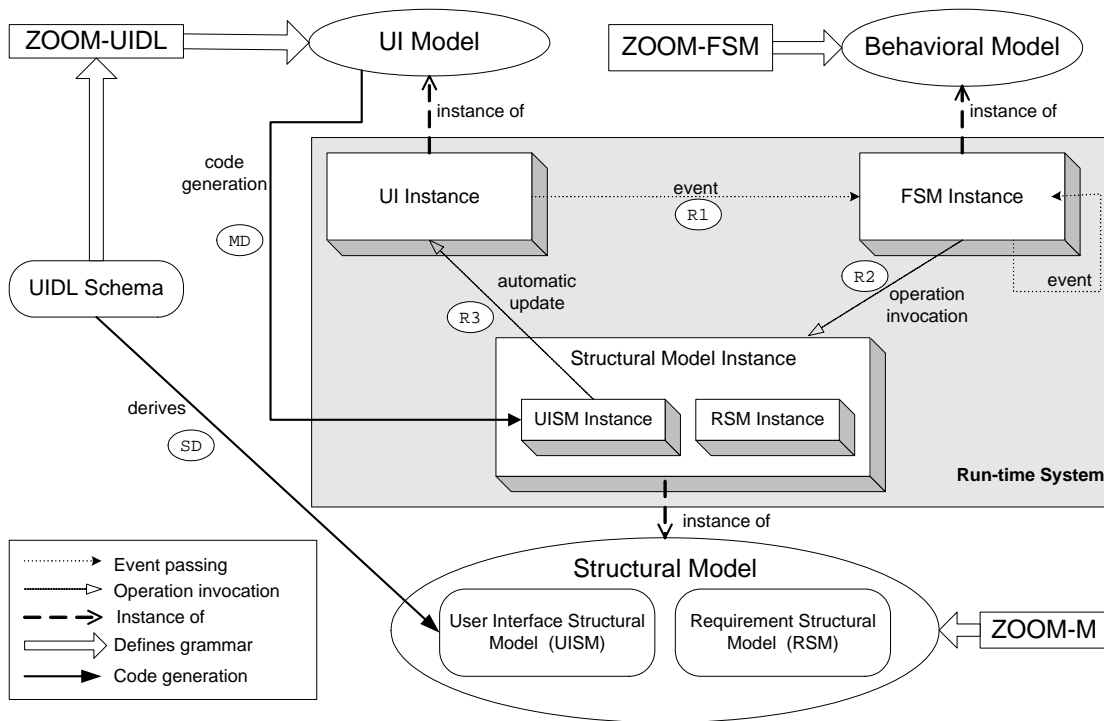 ZOOM-UIDL
UI Model
ZOOM-FSM
Behavioral Model
instance of
instance of
code
generation
MD
UI Instance
event
R1
FSM Instance
event
UIDL Schema
automatic
update
R3
R2
operation
invocation
Structural Model Instance
UISM Instance
RSM Instance
derives
SD
Run-time System
instance of
Structural Model
User Interface Structural
Model (UISM)
Requirement Structural
Model (RSM)
ZOOM-M
Event passing
Operation invocation
Instance of
Defines grammar
Code generation